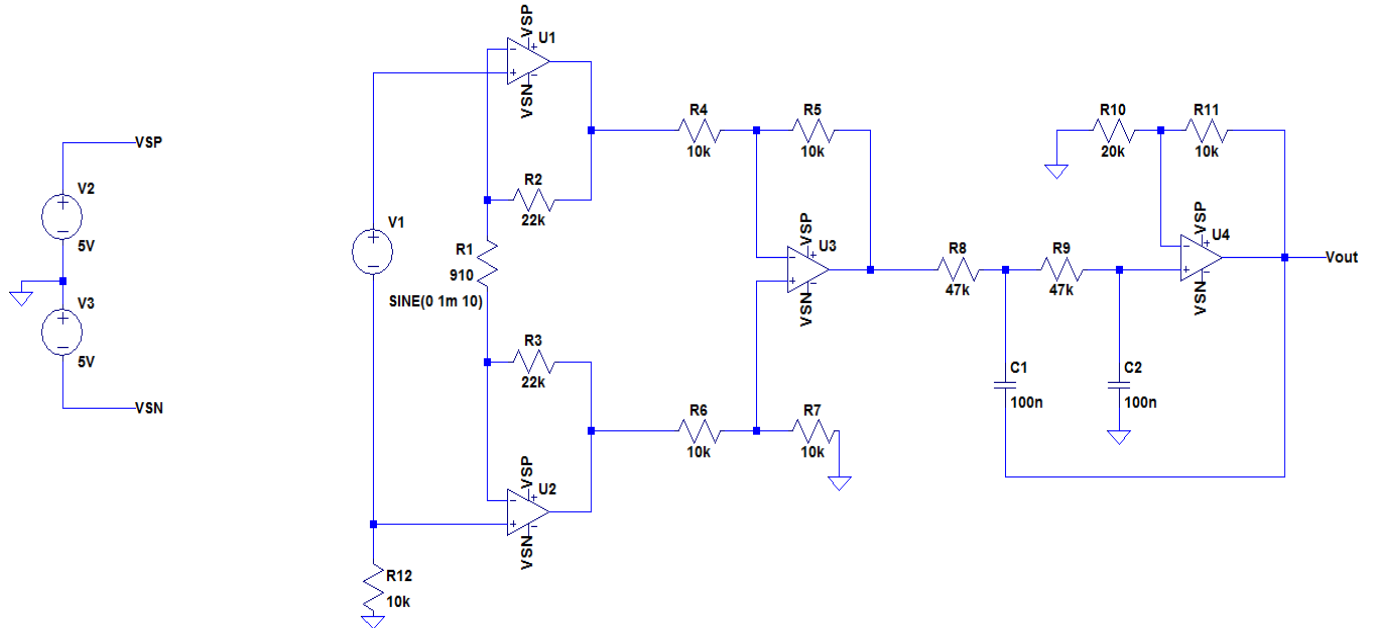 VSP
V2
5V
V3
5V
VSN
V1
R12
10k
VSP
U1
+
-
VSN
R2
22k
R1
910
SINE(0 1m 10)
R3
22k
VSP
U2
VSN
R4
10k
R5
10k
VSP
U3
VSN
R6
10k
R7
10k
R8
47k
R9
47k
C1
100n
C2
100n
R10
20k
R11
10k
VSP
U4
VSN
Vout